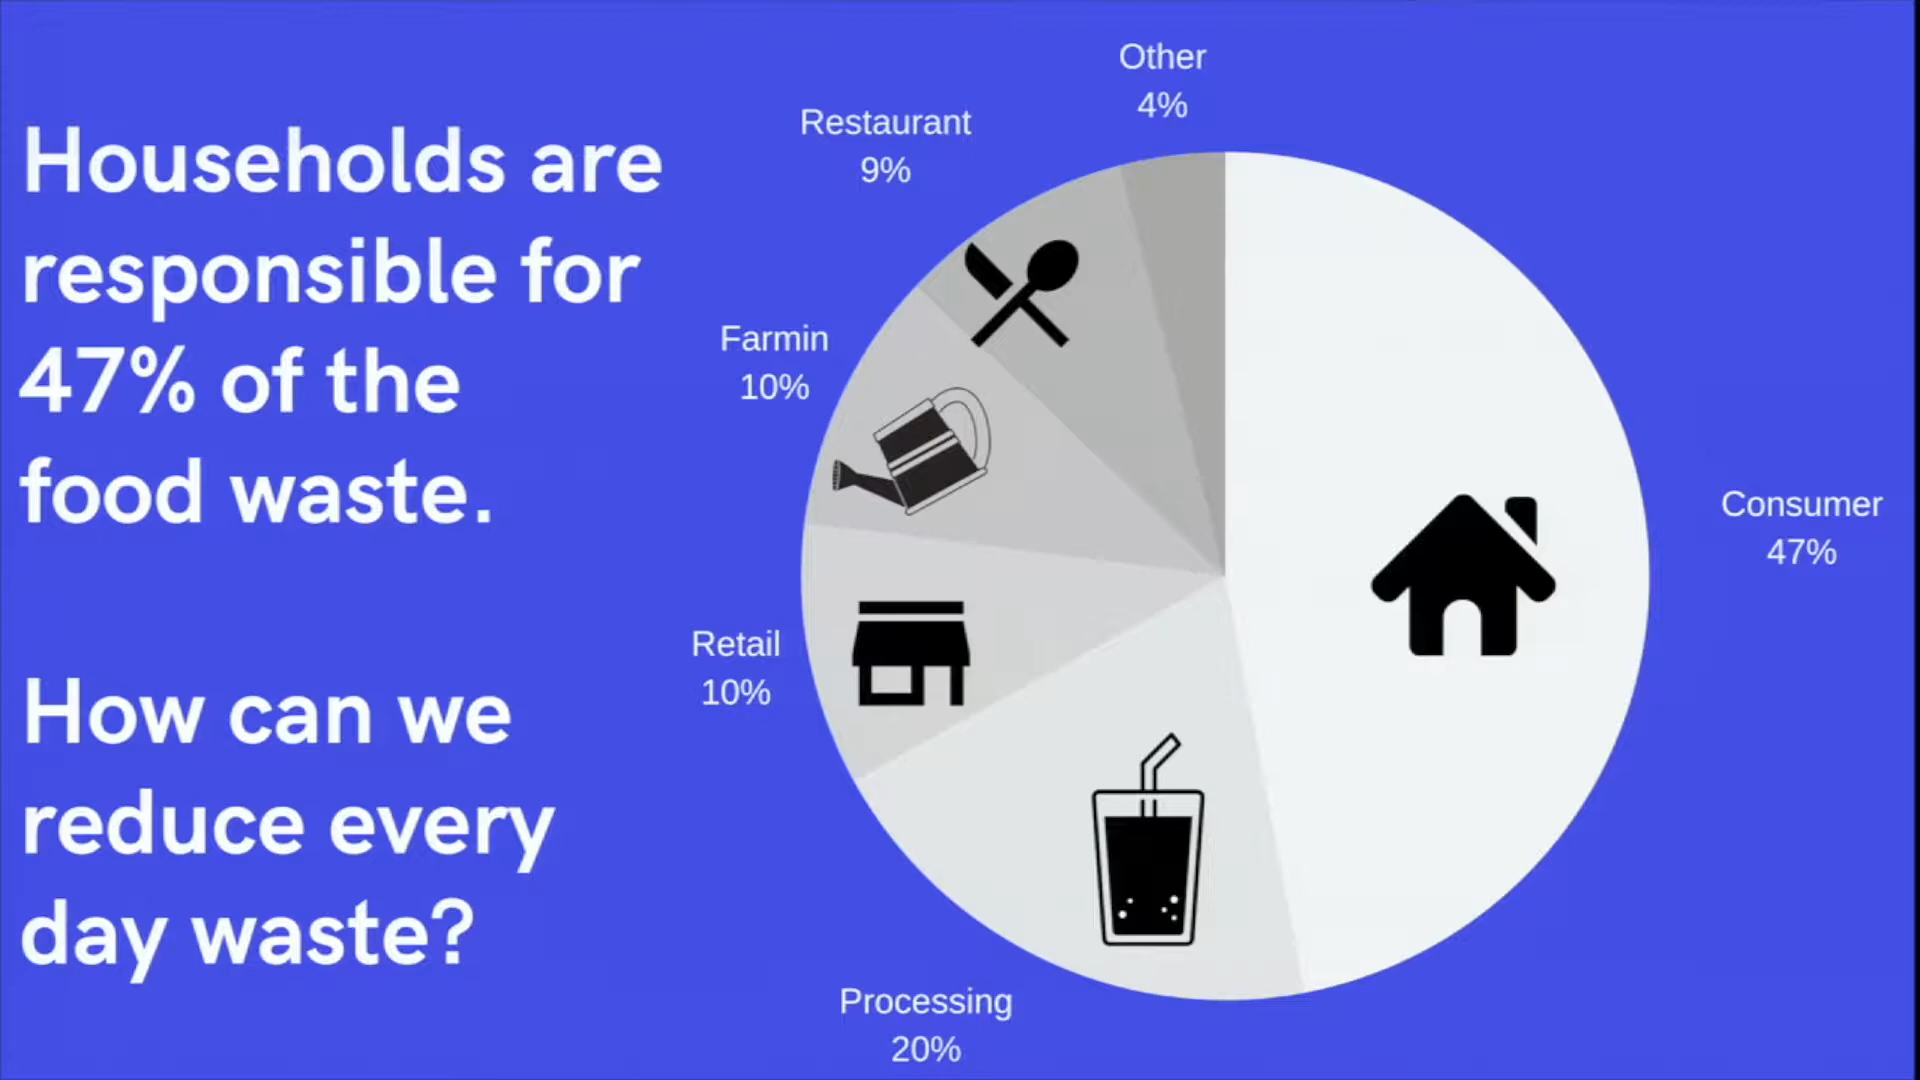 Households are
responsible for
47% of the
food waste.
How can we
reduce every
day waste?
Other
4%
Restaurant
9%
Farmin
10%
Retail
10%
Processing
20%
Consumer
47%